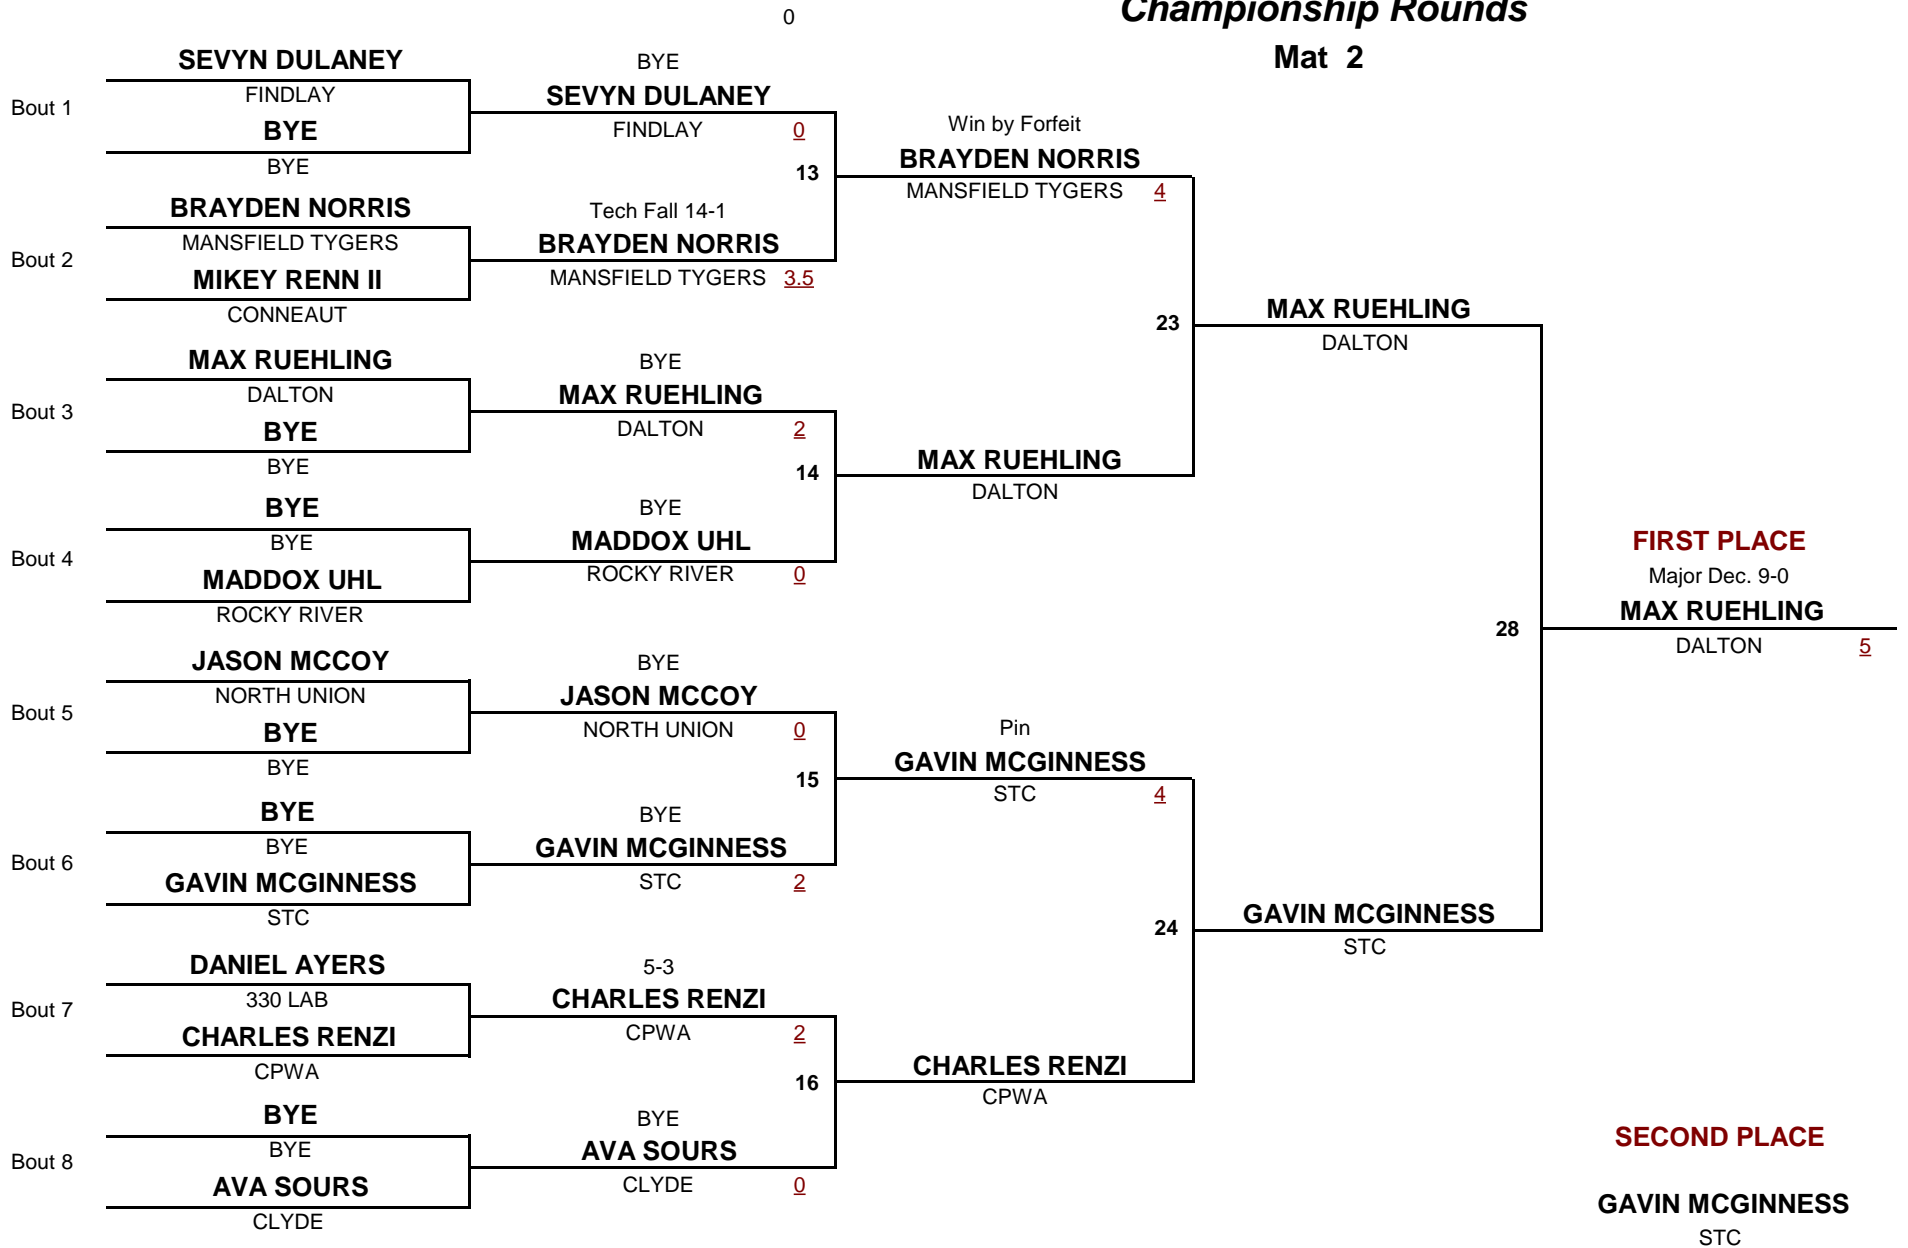 0
Championship Rounds
Mat 2
Bout 1
SEVYN DULANEY
FINDLAY
BYE
BYE
Bout 2
BRAYDEN NORRIS
MANSFIELD TYGERS
MIKEY RENN II
CONNEAUT
Bout 3
MAX RUEHLING
DALTON
BYE
BYE
Bout 4
BYE
BYE
MADDOX UHL
ROCKY RIVER
Bout 5
JASON MCCOY
NORTH UNION
BYE
BYE
Bout 6
BYE
BYE
GAVIN MCGINNESS
STC
Bout 7
DANIEL AYERS
330 LAB
CHARLES RENZI
CPWA
Bout 8
BYE
BYE
AVA SOURS
CLYDE
BYE
SEVYN DULANEY
FINDLAY 0
13
Tech Fall 14-1
BRAYDEN NORRIS
MANSFIELD TYGERS 3.5
BYE
MAX RUEHLING
DALTON 2
14
BYE
MADDOX UHL
ROCKY RIVER 0
BYE
JASON MCCOY
NORTH UNION 0
15
BYE
GAVIN MCGINNESS
STC 2
5-3
CHARLES RENZI
CPWA 2
16
BYE
AVA SOURS
CLYDE 0
Win by Forfeit
BRAYDEN NORRIS
MANSFIELD TYGERS 4
23
MAX RUEHLING
DALTON
Pin
GAVIN MCGINNESS
STC 4
24
CHARLES RENZI
CPWA
MAX RUEHLING
DALTON
28
GAVIN MCGINNESS
STC
FIRST PLACE
Major Dec. 9-0
MAX RUEHLING
DALTON 5
SECOND PLACE
GAVIN MCGINNESS
STC